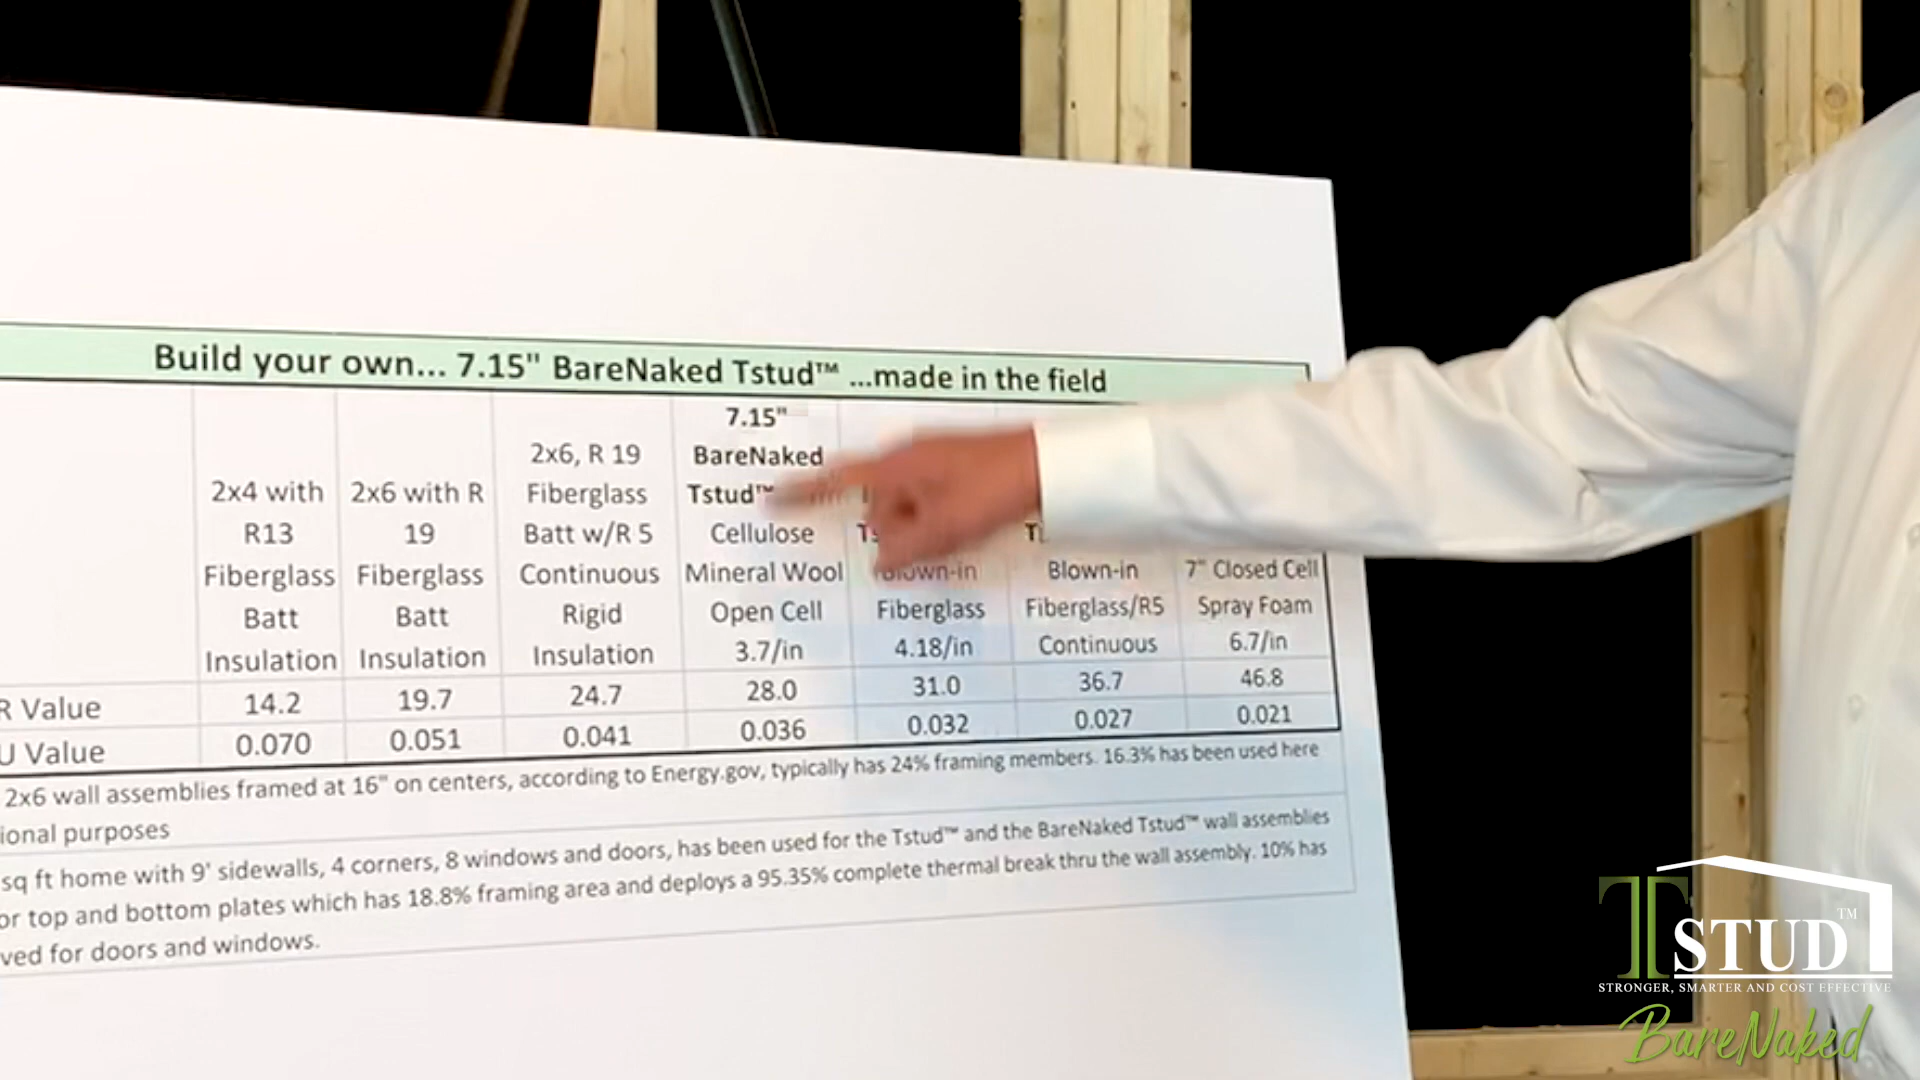 Build your own... 7.15" BareNaked Tstud™ ...made in the field
2x4 with
R13
Fiberglass
Batt
Insulation
2x6 with R
19
Fiberglass
Batt
Insulation
2x6, R 19
Fiberglass
Batt w/R 5
Continuous
Rigid
Insulation
7.15"
BareNaked
Tstud™
Cellulose
Mineral Wool
Open Cell
3.7/in
Blown-in
Fiberglass
4.18/in
Blown-in
Fiberglass/R5
Continuous
7" Closed Cell
Spray Foam
6.7/in
R Value 14.2 19.7 24.7 28.0 31.0 36.7 46.8
U Value 0.070 0.051 0.041 0.036 0.032 0.027 0.021
2x6 wall assemblies framed at 16" on centers, according to Energy.gov, typically has 24% framing members. 16.3% has been used here
ional purposes
sq ft home with 9' sidewalls, 4 corners, 8 windows and doors, has been used for the Tstud™ and the BareNaked Tstud™ wall assemblies
or top and bottom plates which has 18.8% framing area and deploys a 95.35% complete thermal break thru the wall assembly. 10% has
ved for doors and windows.
TSTUD™
STRONGER, SMARTER AND COST EFFECTIVE
BareNaked